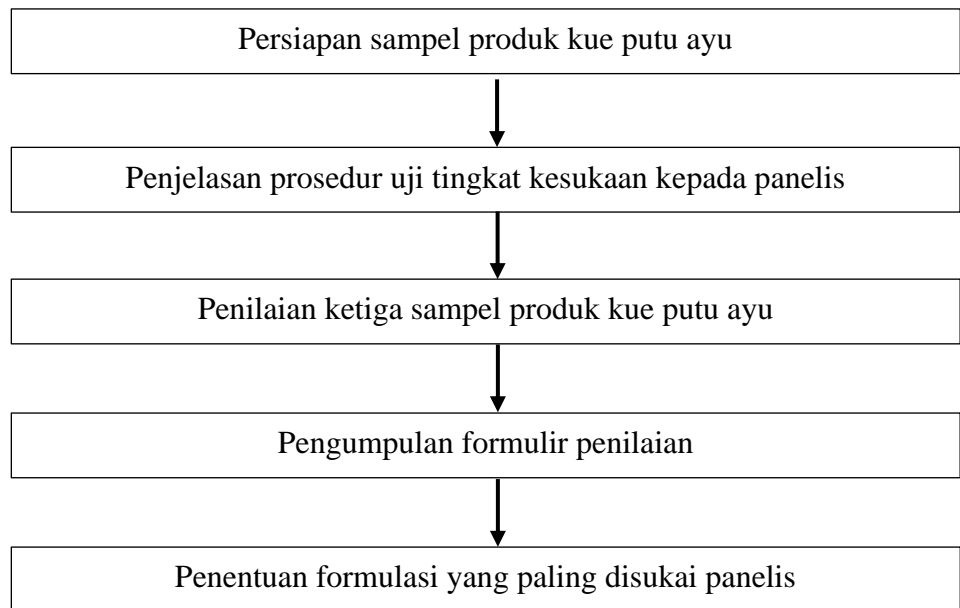 Persiapan sampel produk kue putu ayu
Penjelasan prosedur uji tingkat kesukaan kepada panelis
Penilaian ketiga sampel produk kue putu ayu
Pengumpulan formulir penilaian
Penentuan formulasi yang paling disukai panelis